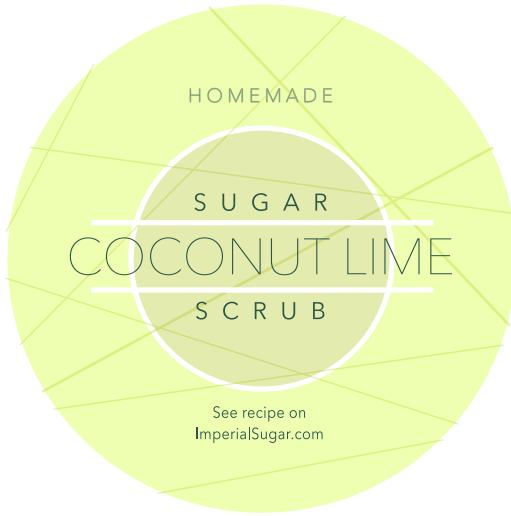 HOMEMADE
SUGAR
COCONUT LIME
SCRUB
See recipe on
ImperialSugar.com